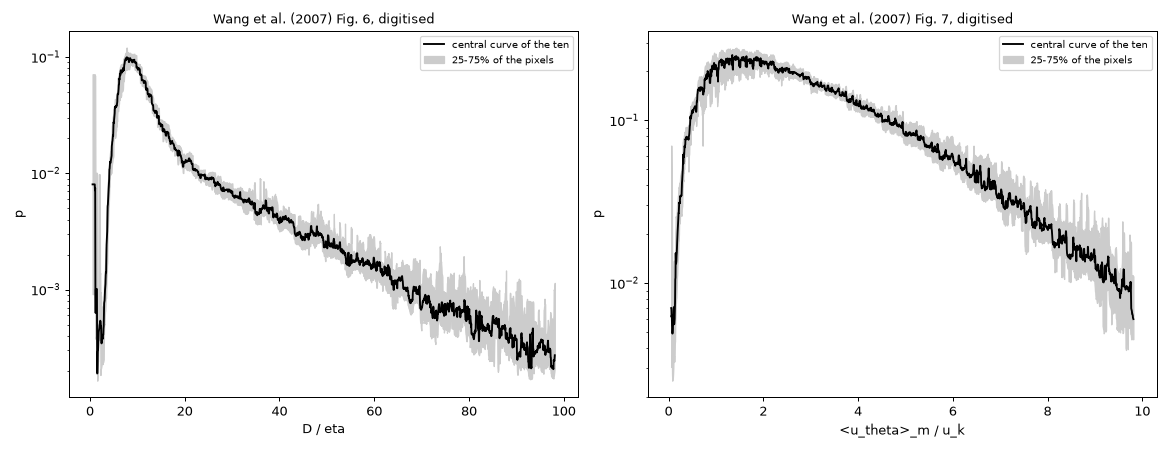 Wang et al. (2007) Fig. 6, digitised
central curve of the ten
25-75% of the pixels
p
10⁻¹
10⁻²
10⁻³
0 20 40 60 80 100
D / eta
Wang et al. (2007) Fig. 7, digitised
central curve of the ten
25-75% of the pixels
p
10⁻¹
10⁻²
0 2 4 6 8 10
<u_theta>_m / u_k